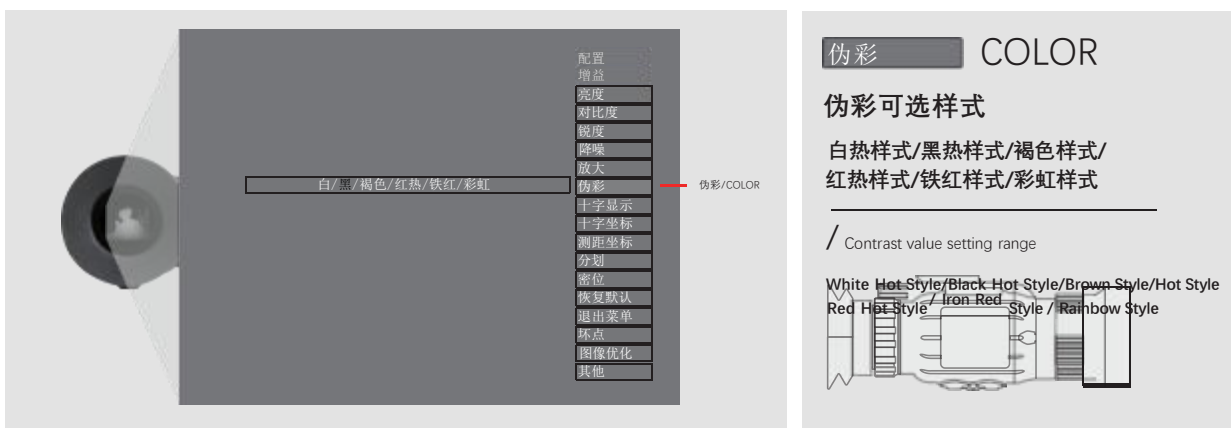 配置
增益
亮度
对比度
锐度
降噪
放大
白/黑/褐色/红热/铁红/彩虹
伪彩
伪彩/COLOR
十字显示
十字坐标
测距坐标
分划
密位
恢复默认
退出菜单
坏点
图像优化
其他
伪彩 COLOR
伪彩可选样式
白热样式/黑热样式/褐色样式/
红热样式/铁红样式/彩虹样式
/ Contrast value setting range
White Hot Style/Black Hot Style/Brown Style/Hot Style
Red Hot Style / Iron Red Style / Rainbow Style